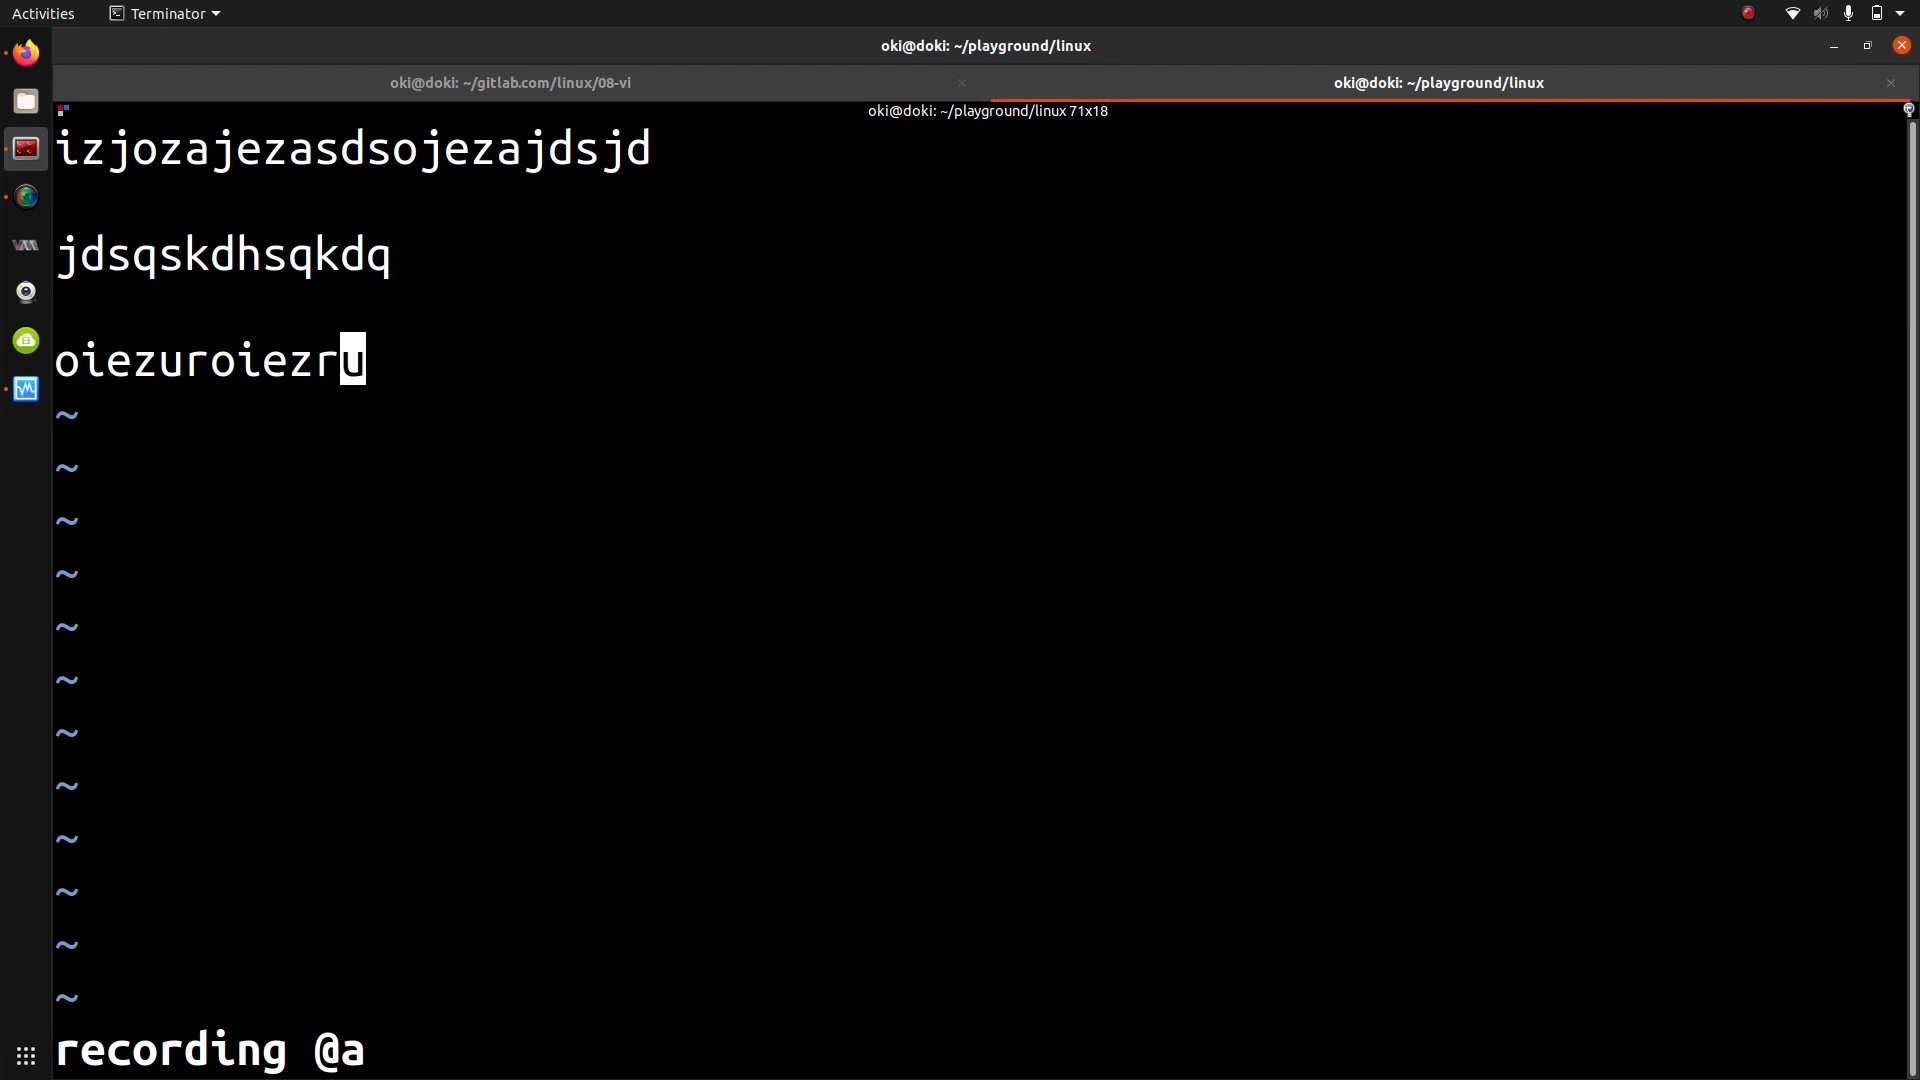 Activities
Terminator
oki@doki: ~/playground/linux
oki@doki: ~/gitlab.com/linux/08-vi
oki@doki: ~/playground/linux
oki@doki: ~/playground/linux 71x18
izjozajezasdsojezajdsjd
jdsqskdhsqkdq
oiezuroiezru
~
~
~
~
~
~
~
~
~
~
~
~
recording @a